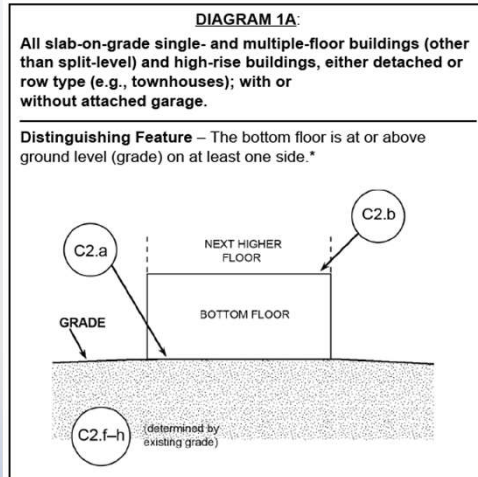 DIAGRAM 1A:
All slab-on-grade single- and multiple-floor buildings (other
than split-level) and high-rise buildings, either detached or
row type (e.g., townhouses); with or
without attached garage.
Distinguishing Feature – The bottom floor is at or above
ground level (grade) on at least one side.*
C2.b
C2.a
NEXT HIGHER
FLOOR
BOTTOM FLOOR
GRADE
C2.f–h
(determined by
existing grade)